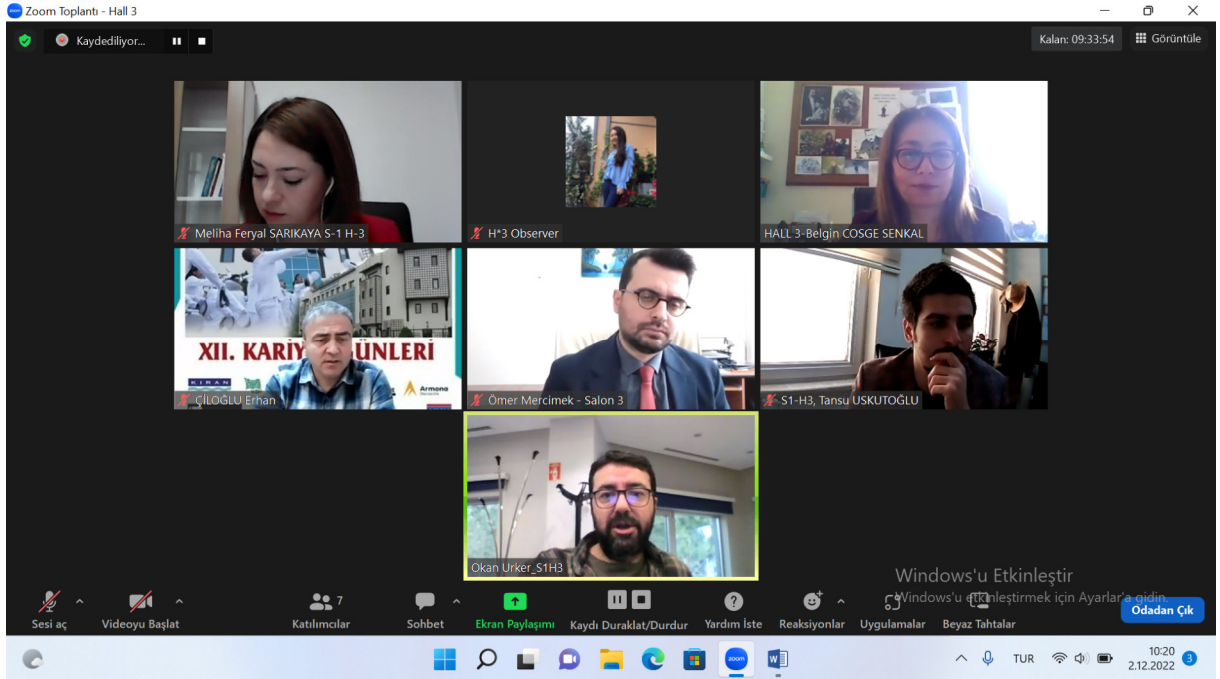 Zoom Toplantı - Hall 3
Kaydediliyor...
Kalan: 09:33:54
Görüntüle
Meliha Feryal SARIKAYA S-1 H-3
H*3 Observer
HALL 3-Belgin COSGE SENKAL
XII. KARİY ÜNLERİ
KIRAN
Armona
ÇİLOĞLU Erhan
Ömer Mercimek - Salon 3
S1-H3, Tansu USKUTOĞLU
Okan Urker_S1H3
Windows'u Etkinleştir
Windows'u etkinleştirmek için Ayarlar'a gidin.
Sesi aç
Videoyu Başlat
7
Katılımcılar
Sohbet
Ekran Paylaşımı
Kaydı Duraklat/Durdur
Yardım İste
Reaksiyonlar
Uygulamalar
Beyaz Tahtalar
Odadan Çık
zoom
TUR
10:20
2.12.2022
3